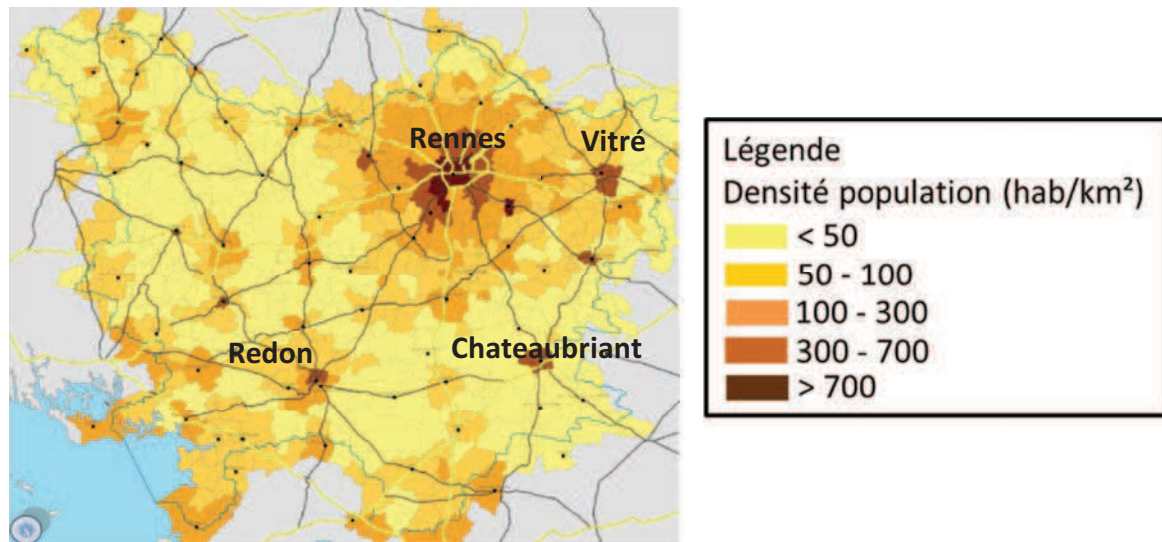 Rennes
Vitré
Redon
Chateaubriant
Légende
Densité population (hab/km²)
< 50
50 - 100
100 - 300
300 - 700
> 700